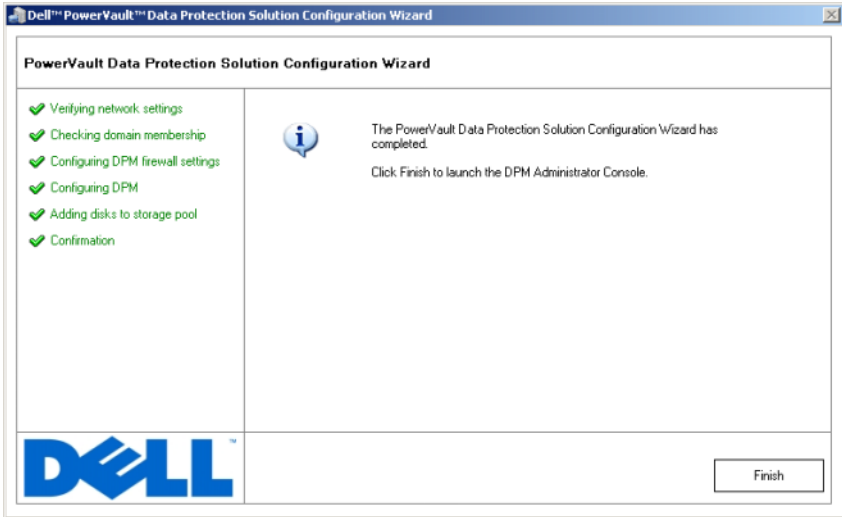 Dell™ PowerVault™ Data Protection Solution Configuration Wizard
PowerVault Data Protection Solution Configuration Wizard
Verifying network settings
Checking domain membership
Configuring DPM firewall settings
Configuring DPM
Adding disks to storage pool
Confirmation
The PowerVault Data Protection Solution Configuration Wizard has
completed.
Click Finish to launch the DPM Administrator Console.
DELL™
Finish